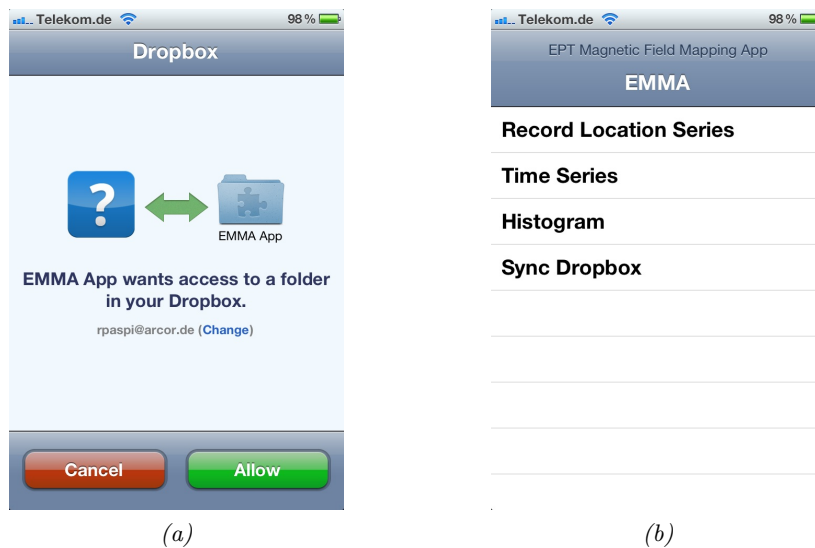 Telekom.de 98 %
Dropbox
?
EMMA App
EMMA App wants access to a folder
in your Dropbox.
rpaspi@arcor.de (Change)
Cancel Allow
(a)
Telekom.de 98 %
EPT Magnetic Field Mapping App
EMMA
Record Location Series
Time Series
Histogram
Sync Dropbox
(b)